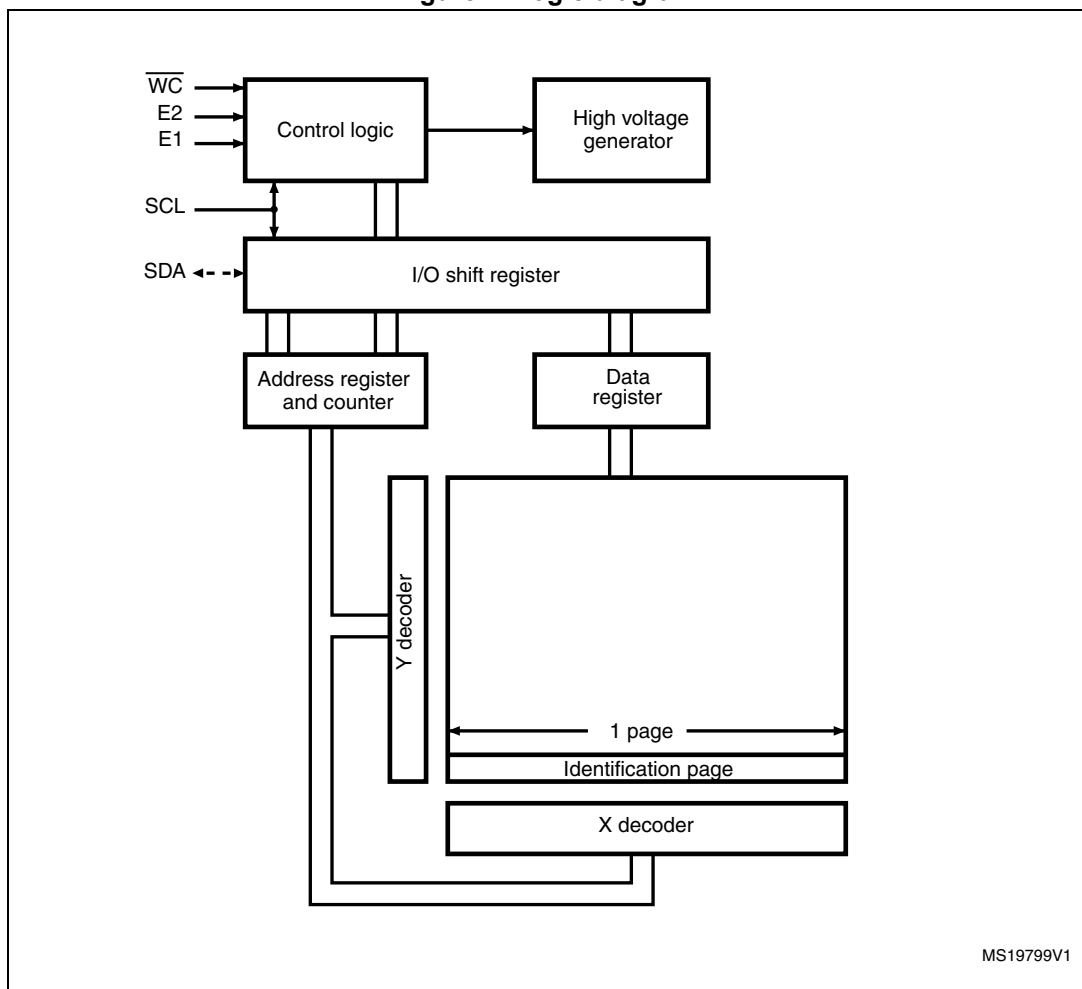 W̅C̅
E2
E1
Control logic
High voltage
generator
SCL
SDA
I/O shift register
Address register
and counter
Data
register
Y decoder
1 page
Identification page
X decoder
MS19799V1